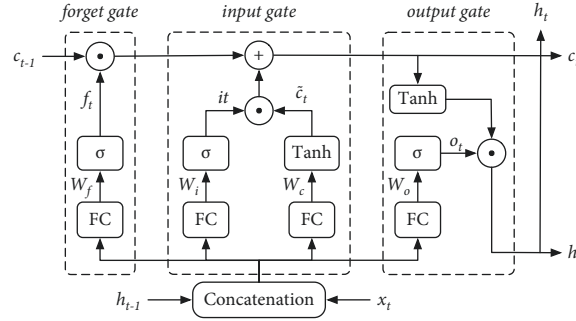 forget gate
input gate
output gate
h_t
c_{t-1}
+
c_t
f_t
it
c̃_t
Tanh
σ
σ
Tanh
σ
o_t
W_f
W_i
W_c
W_o
FC
FC
FC
FC
h
h_{t-1}
Concatenation
x_t